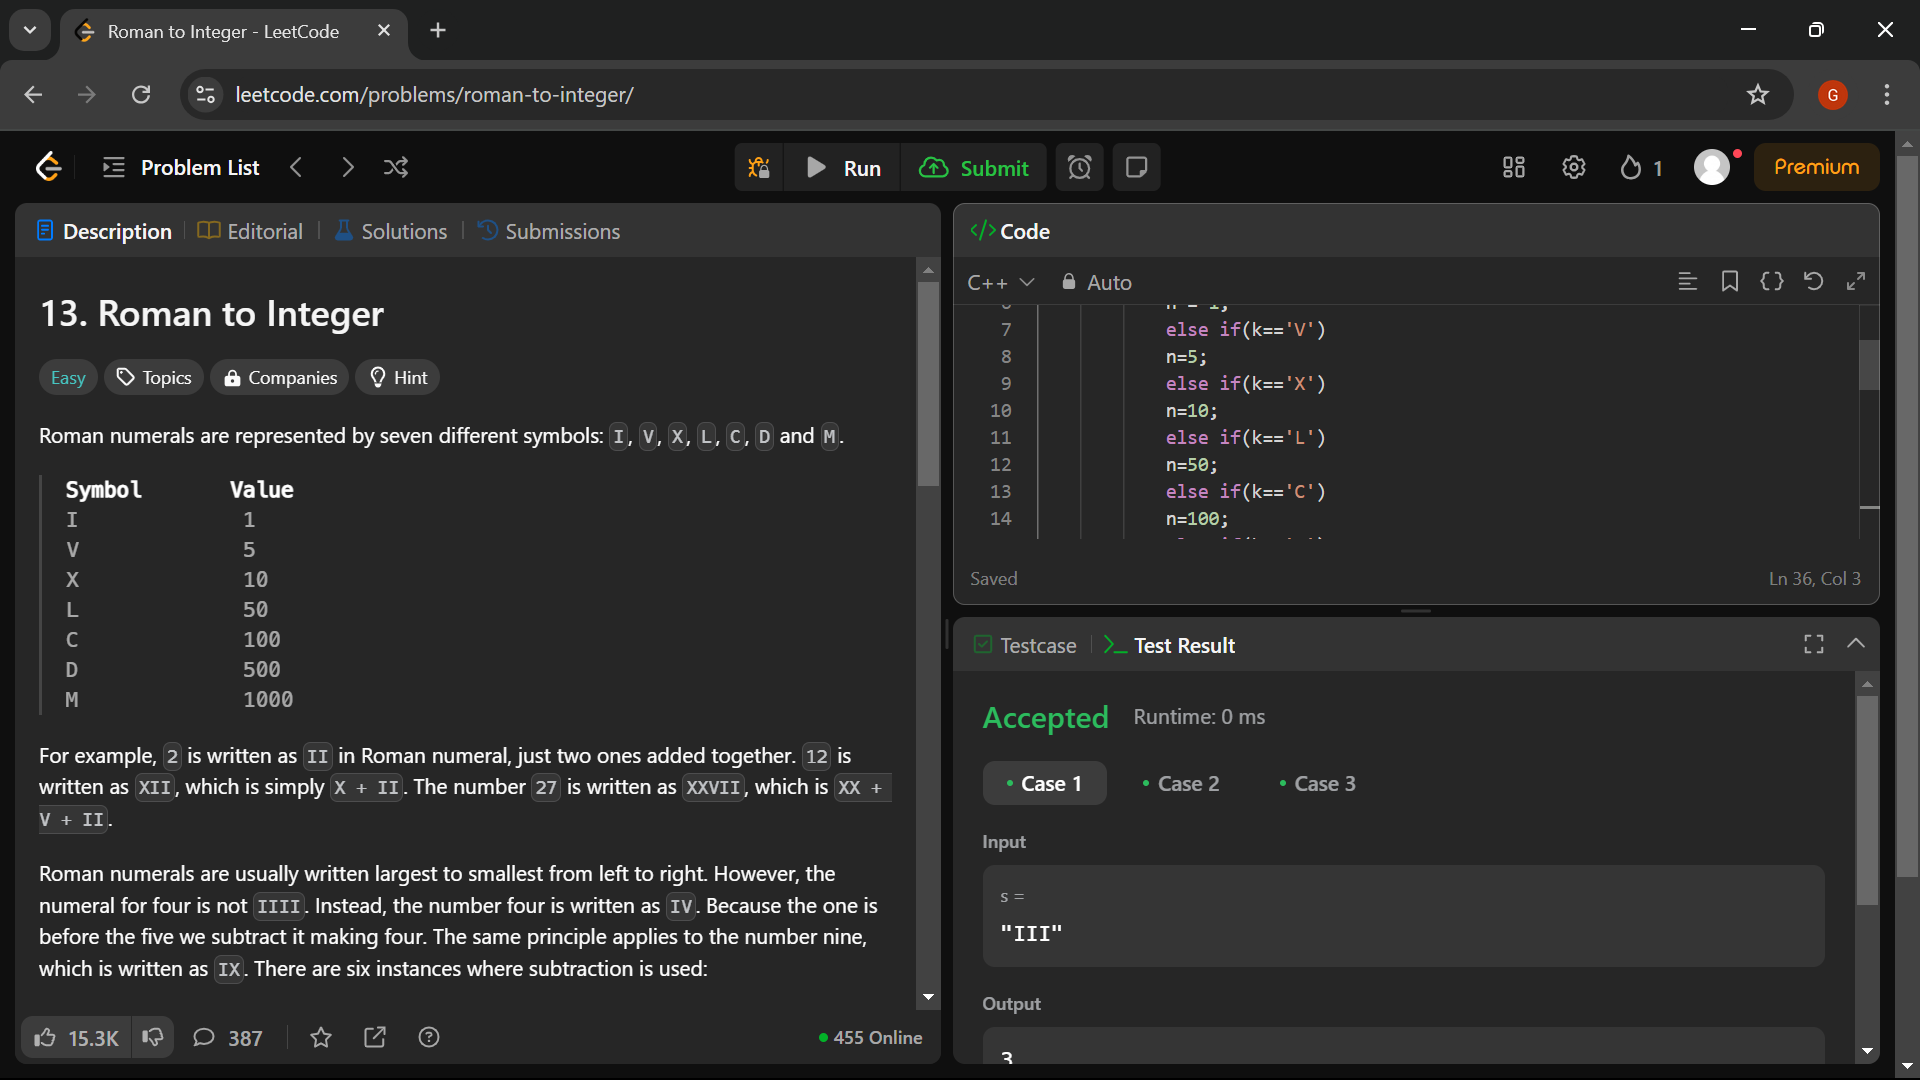 Roman to Integer - LeetCode
leetcode.com/problems/roman-to-integer/
G
Problem List
Run
Submit
1
Premium
Description
Editorial
Solutions
Submissions
13. Roman to Integer
Easy
Topics
Companies
Hint
Roman numerals are represented by seven different symbols: I, V, X, L, C, D and M.
Symbol Value
I 1
V 5
X 10
L 50
C 100
D 500
M 1000
For example, 2 is written as II in Roman numeral, just two ones added together. 12 is
written as XII, which is simply X + II. The number 27 is written as XXVII, which is XX +
V + II.
Roman numerals are usually written largest to smallest from left to right. However, the
numeral for four is not IIII. Instead, the number four is written as IV. Because the one is
before the five we subtract it making four. The same principle applies to the number nine,
which is written as IX. There are six instances where subtraction is used:
15.3K
387
455 Online
</> Code
C++
Auto
7 else if(k=='V')
8 n=5;
9 else if(k=='X')
10 n=10;
11 else if(k=='L')
12 n=50;
13 else if(k=='C')
14 n=100;
Saved
Ln 36, Col 3
Testcase
Test Result
Accepted
Runtime: 0 ms
Case 1
Case 2
Case 3
Input
s =
"III"
Output
3